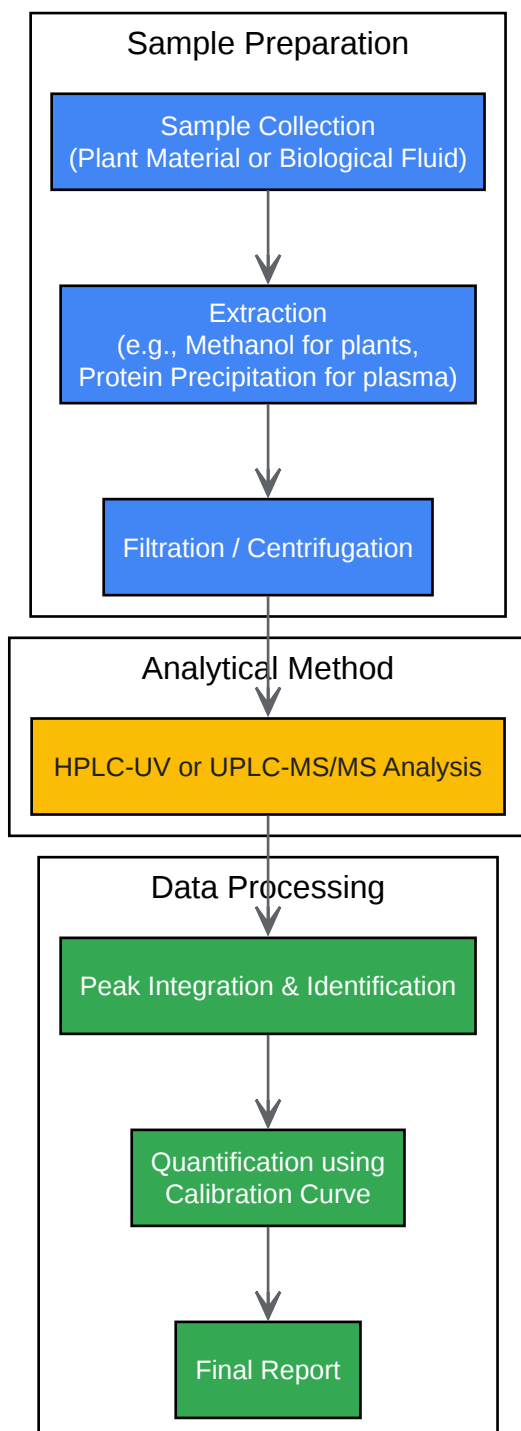 Sample Preparation
Sample Collection
(Plant Material or Biological Fluid)
Extraction
(e.g., Methanol for plants,
Protein Precipitation for plasma)
Filtration / Centrifugation
Analytical Method
HPLC-UV or UPLC-MS/MS Analysis
Data Processing
Peak Integration & Identification
Quantification using
Calibration Curve
Final Report